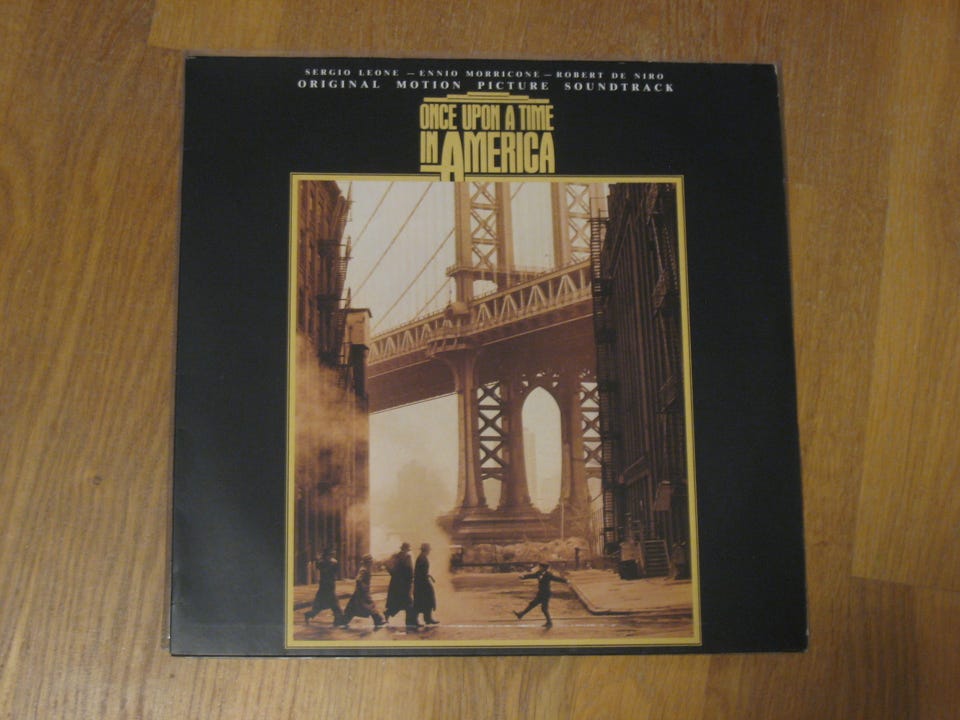 SERGIO LEONE – ENNIO MORRICONE – ROBERT DE NIRO
ORIGINAL MOTION PICTURE SOUNDTRACK
ONCE UPON A TIME
IN AMERICA